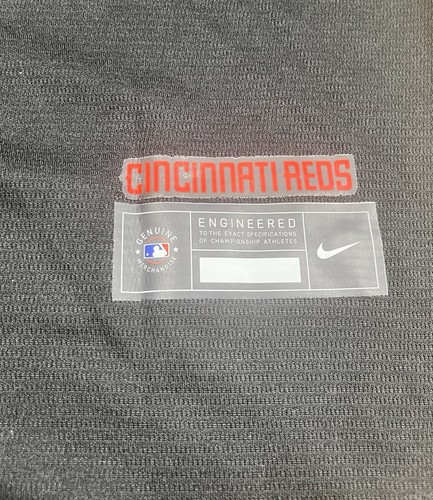 CINCINNATI REDS
GENUINE
MERCHANDISE
ENGINEERED
TO THE EXACT SPECIFICATIONS
OF CHAMPIONSHIP ATHLETES